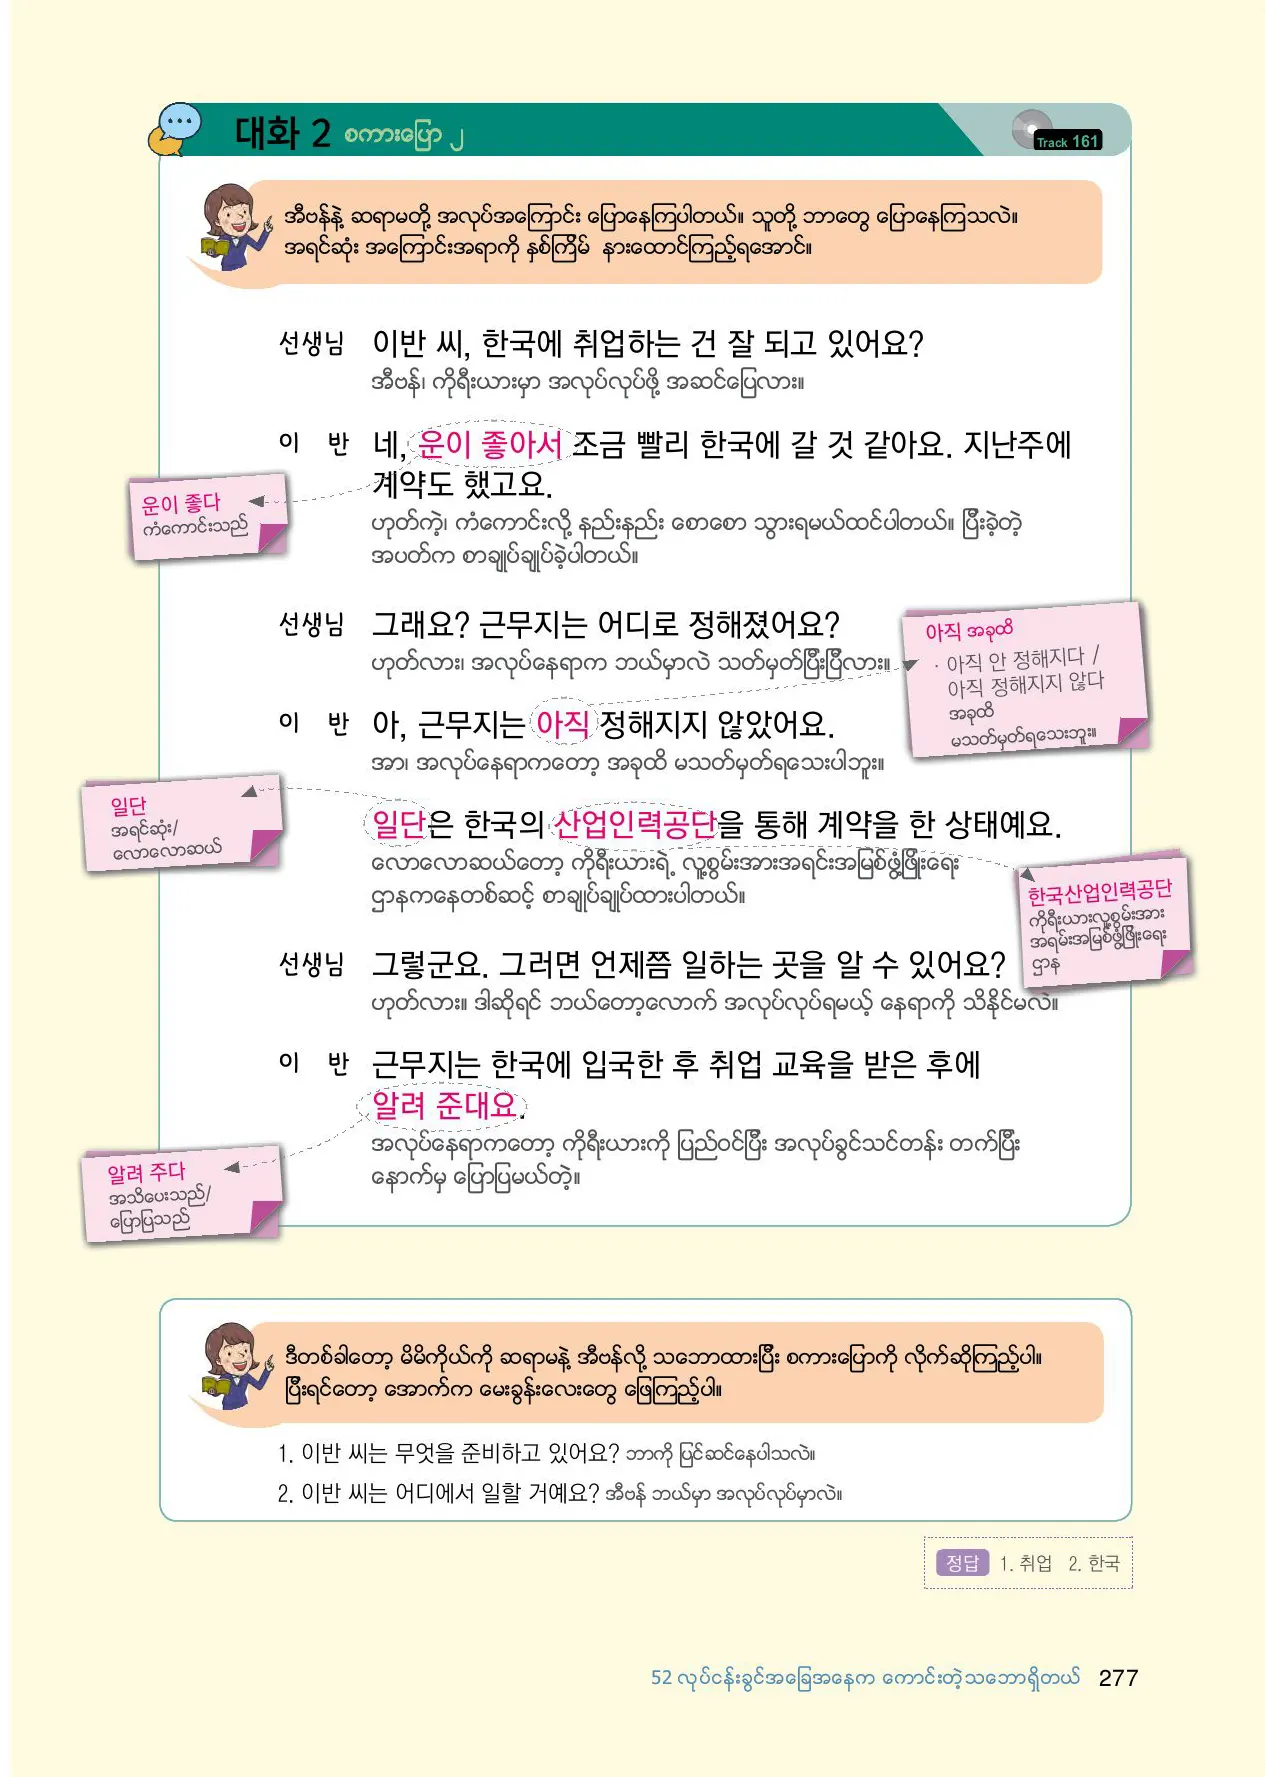 대화 2 စကားပြော ၂
Track 161
အီဗန်နဲ့ ဆရာမတို့ အလုပ်အကြောင်း ပြောနေကြပါတယ်။ သူတို့ ဘာတွေ ပြောနေကြသလဲ။
အရင်ဆုံး အကြောင်းအရာကို နှစ်ကြိမ် နားထောင်ကြည့်ရအောင်။
선생님 이반 씨, 한국에 취업하는 건 잘 되고 있어요?
အီဗန်၊ ကိုရီးယားမှာ အလုပ်လုပ်ဖို့ အဆင်ပြေလား။
이 반 네, 운이 좋아서 조금 빨리 한국에 갈 것 같아요. 지난주에
계약도 했고요.
ဟုတ်ကဲ့၊ ကံကောင်းလို့ နည်းနည်း စောစော သွားရမယ်ထင်ပါတယ်။ ပြီးခဲ့တဲ့
အပတ်က စာချုပ်ချုပ်ခဲ့ပါတယ်။
운이 좋다
ကံကောင်းသည်
선생님 그래요? 근무지는 어디로 정해졌어요?
ဟုတ်လား၊ အလုပ်နေရာက ဘယ်မှာလဲ သတ်မှတ်ပြီးပြီလား။
아직 အခုထိ
· 아직 안 정해지다 /
아직 정해지지 않다
အခုထိ
မသတ်မှတ်ရသေးဘူး။
이 반 아, 근무지는 아직 정해지지 않았어요.
အာ၊ အလုပ်နေရာကတော့ အခုထိ မသတ်မှတ်ရသေးပါဘူး။
일단은 한국의 산업인력공단을 통해 계약을 한 상태예요.
လောလောဆယ်တော့ ကိုရီးယားရဲ့ လူ့စွမ်းအားအရင်းအမြစ်ဖွံ့ဖြိုးရေး
ဌာနကနေတစ်ဆင့် စာချုပ်ချုပ်ထားပါတယ်။
일단
အရင်ဆုံး/
လောလောဆယ်
한국산업인력공단
ကိုရီးယားလူ့စွမ်းအား
အရမ်းအမြစ်ဖွံ့ဖြိုးရေး
ဌာန
선생님 그렇군요. 그러면 언제쯤 일하는 곳을 알 수 있어요?
ဟုတ်လား။ ဒါဆိုရင် ဘယ်တော့လောက် အလုပ်လုပ်ရမယ့် နေရာကို သိနိုင်မလဲ။
이 반 근무지는 한국에 입국한 후 취업 교육을 받은 후에
알려 준대요.
အလုပ်နေရာကတော့ ကိုရီးယားကို ပြည်ဝင်ပြီး အလုပ်ခွင်သင်တန်း တက်ပြီး
နောက်မှ ပြောပြမယ်တဲ့။
알려 주다
အသိပေးသည်/
ပြောပြသည်
ဒီတစ်ခါတော့ မိမိကိုယ်ကို ဆရာမနဲ့ အီဗန်လို့ သဘောထားပြီး စကားပြောကို လိုက်ဆိုကြည့်ပါ။
ပြီးရင်တော့ အောက်က မေးခွန်းလေးတွေ ဖြေကြည့်ပါ။
1. 이반 씨는 무엇을 준비하고 있어요? ဘာကို ပြင်ဆင်နေပါသလဲ။
2. 이반 씨는 어디에서 일할 거예요? အီဗန် ဘယ်မှာ အလုပ်လုပ်မှာလဲ။
정답 1. 취업 2. 한국
52 လုပ်ငန်းခွင်အခြေအနေက ကောင်းတဲ့သဘောရှိတယ် 277